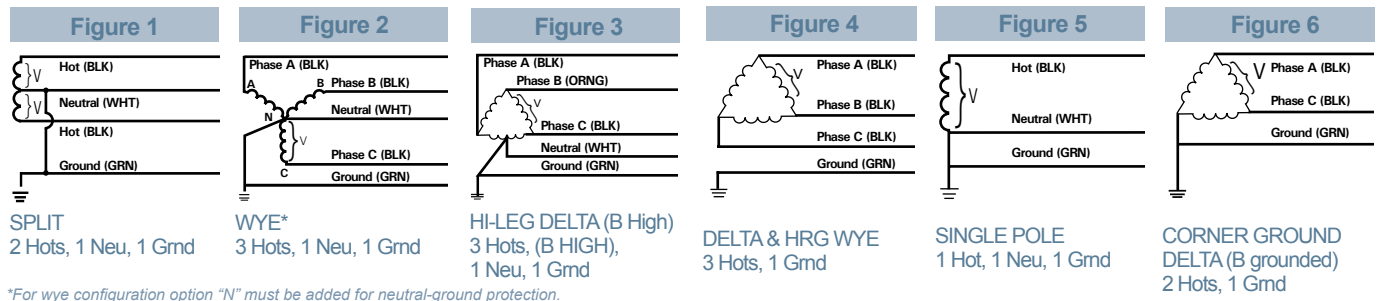 Figure 1
Hot (BLK)
V
Neutral (WHT)
V
Hot (BLK)
Ground (GRN)
SPLIT
2 Hots, 1 Neu, 1 Grnd
Figure 2
Phase A (BLK)
A
B
Phase B (BLK)
Neutral (WHT)
N
V
Phase C (BLK)
C
Ground (GRN)
WYE*
3 Hots, 1 Neu, 1 Grnd
Figure 3
Phase A (BLK)
Phase B (ORNG)
V
Phase C (BLK)
Neutral (WHT)
Ground (GRN)
HI-LEG DELTA (B High)
3 Hots, (B HIGH),
1 Neu, 1 Grnd
Figure 4
Phase A (BLK)
V
Phase B (BLK)
Phase C (BLK)
Ground (GRN)
DELTA & HRG WYE
3 Hots, 1 Grnd
Figure 5
Hot (BLK)
V
Neutral (WHT)
Ground (GRN)
SINGLE POLE
1 Hot, 1 Neu, 1 Grnd
Figure 6
V
Phase A (BLK)
Phase C (BLK)
Ground (GRN)
CORNER GROUND
DELTA (B grounded)
2 Hots, 1 Grnd
*For wye configuration option “N” must be added for neutral-ground protection.